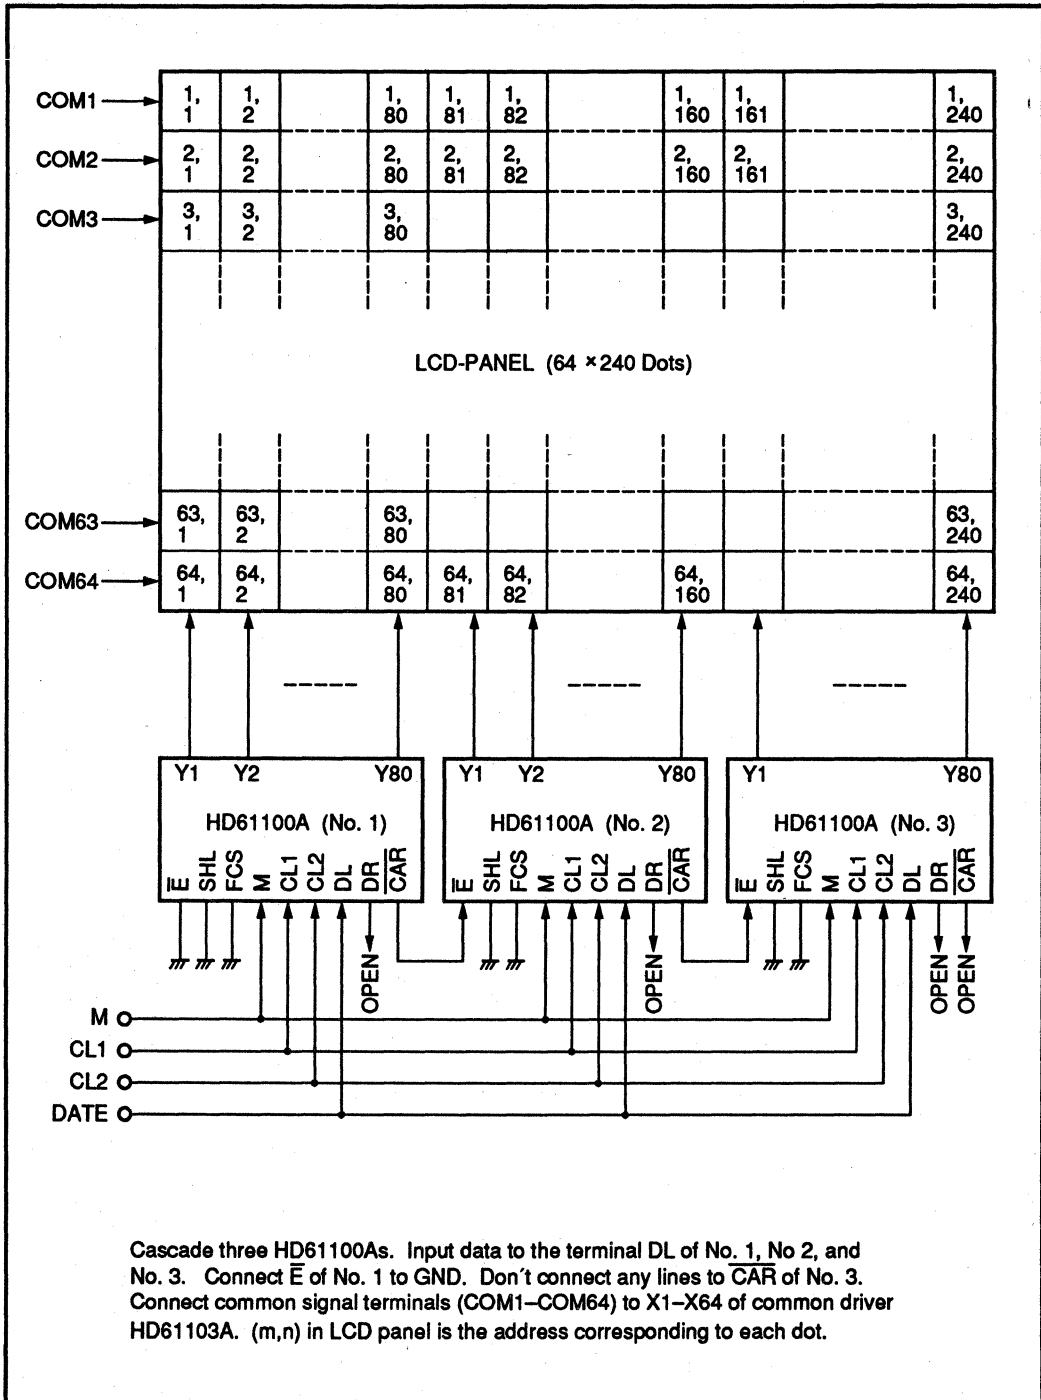 COM1 1, 1 1, 2 1, 80 1, 81 1, 82 1, 160 1, 161 1, 240
COM2 2, 1 2, 2 2, 80 2, 81 2, 82 2, 160 2, 161 2, 240
COM3 3, 1 3, 2 3, 80 3, 240
LCD-PANEL (64 × 240 Dots)
COM63 63, 1 63, 2 63, 80 63, 240
COM64 64, 1 64, 2 64, 80 64, 81 64, 82 64, 160 64, 240
Y1 Y2 Y80 Y1 Y2 Y80 Y1 Y80
HD61100A (No. 1) HD61100A (No. 2) HD61100A (No. 3)
E̅ SHL FCS M CL1 CL2 DL DR C̅A̅R̅ E̅ SHL FCS M CL1 CL2 DL DR C̅A̅R̅ E̅ SHL FCS M CL1 CL2 DL DR C̅A̅R̅
OPEN OPEN OPEN OPEN
M
CL1
CL2
DATE
Cascade three HD61100As. Input data to the terminal DL of No. 1, No 2, and
No. 3. Connect E̅ of No. 1 to GND. Don't connect any lines to C̅A̅R̅ of No. 3.
Connect common signal terminals (COM1–COM64) to X1–X64 of common driver
HD61103A. (m,n) in LCD panel is the address corresponding to each dot.